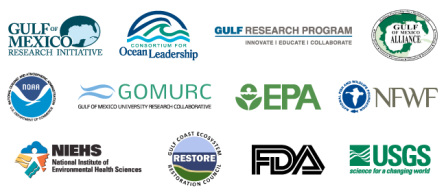 GULF OF
MEXICO
RESEARCH INITIATIVE
CONSORTIUM FOR
Ocean Leadership
GULF RESEARCH PROGRAM
INNOVATE | EDUCATE | COLLABORATE
GULF
OF MEXICO
ALLIANCE
NOAA
GOMURC
GULF OF MEXICO UNIVERSITY RESEARCH COLLABORATIVE
EPA
NFWF
NIEHS
National Institute of
Environmental Health Sciences
GULF COAST ECOSYSTEM
RESTORE
RESTORATION COUNCIL
FDA
USGS
science for a changing world